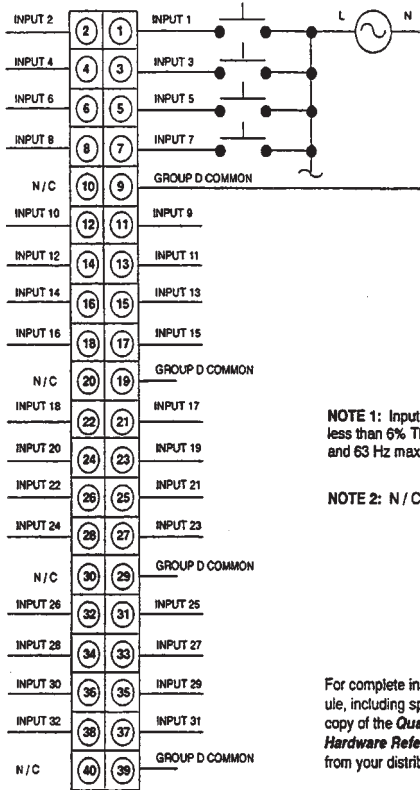 INPUT 2 2 1 INPUT 1 L N
INPUT 4 4 3 INPUT 3
INPUT 6 6 5 INPUT 5
INPUT 8 8 7 INPUT 7
N/C 10 9 GROUP D COMMON
INPUT 10 12 11 INPUT 9
INPUT 12 14 13 INPUT 11
INPUT 14 16 15 INPUT 13
INPUT 16 18 17 INPUT 15
N/C 20 19 GROUP D COMMON
INPUT 18 22 21 INPUT 17
INPUT 20 24 23 INPUT 19
INPUT 22 26 25 INPUT 21
INPUT 24 28 27 INPUT 23
N/C 30 29 GROUP D COMMON
INPUT 26 32 31 INPUT 25
INPUT 28 34 33 INPUT 27
INPUT 30 36 35 INPUT 29
INPUT 32 38 37 INPUT 31
N/C 40 39 GROUP D COMMON
NOTE 1: Input
less than 6% T
and 63 Hz max
NOTE 2: N / C
For complete in
ule, including sp
copy of the Qua
Hardware Refe
from your distrib